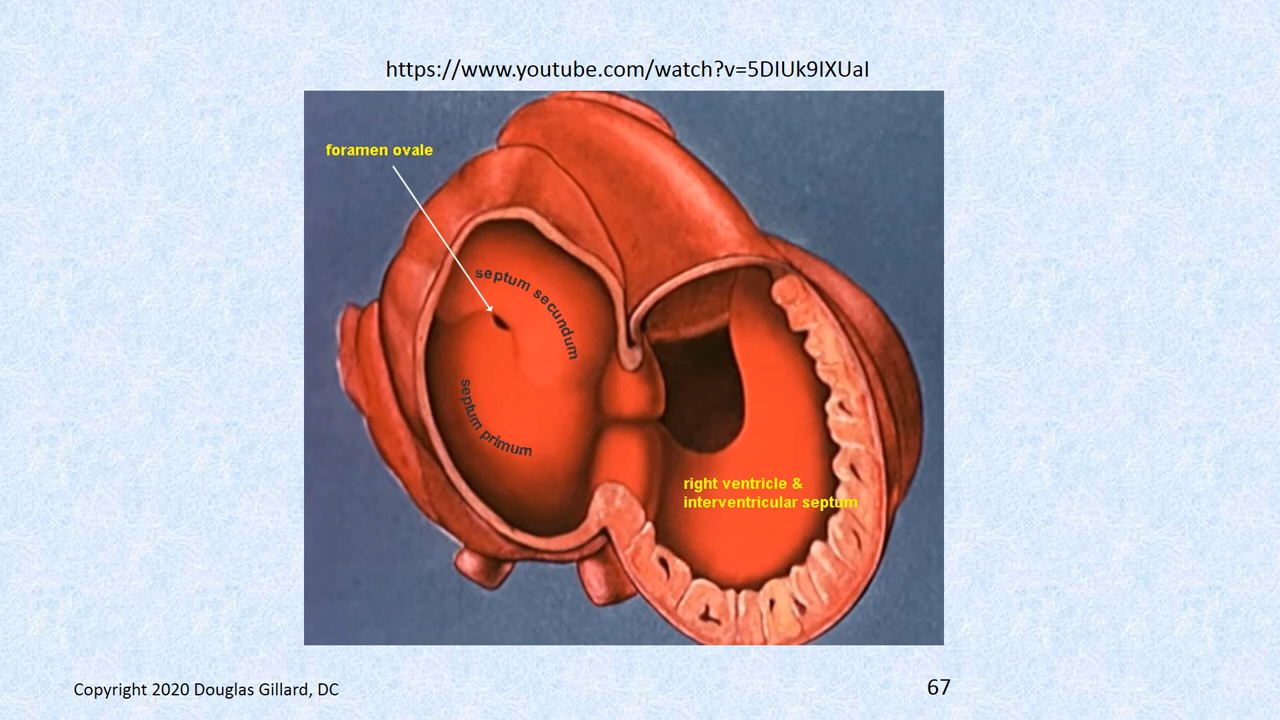 https://www.youtube.com/watch?v=5DIUk9IXUaI
foramen ovale
septum secundum
septum primum
right ventricle &
interventricular septum
Copyright 2020 Douglas Gillard, DC
67